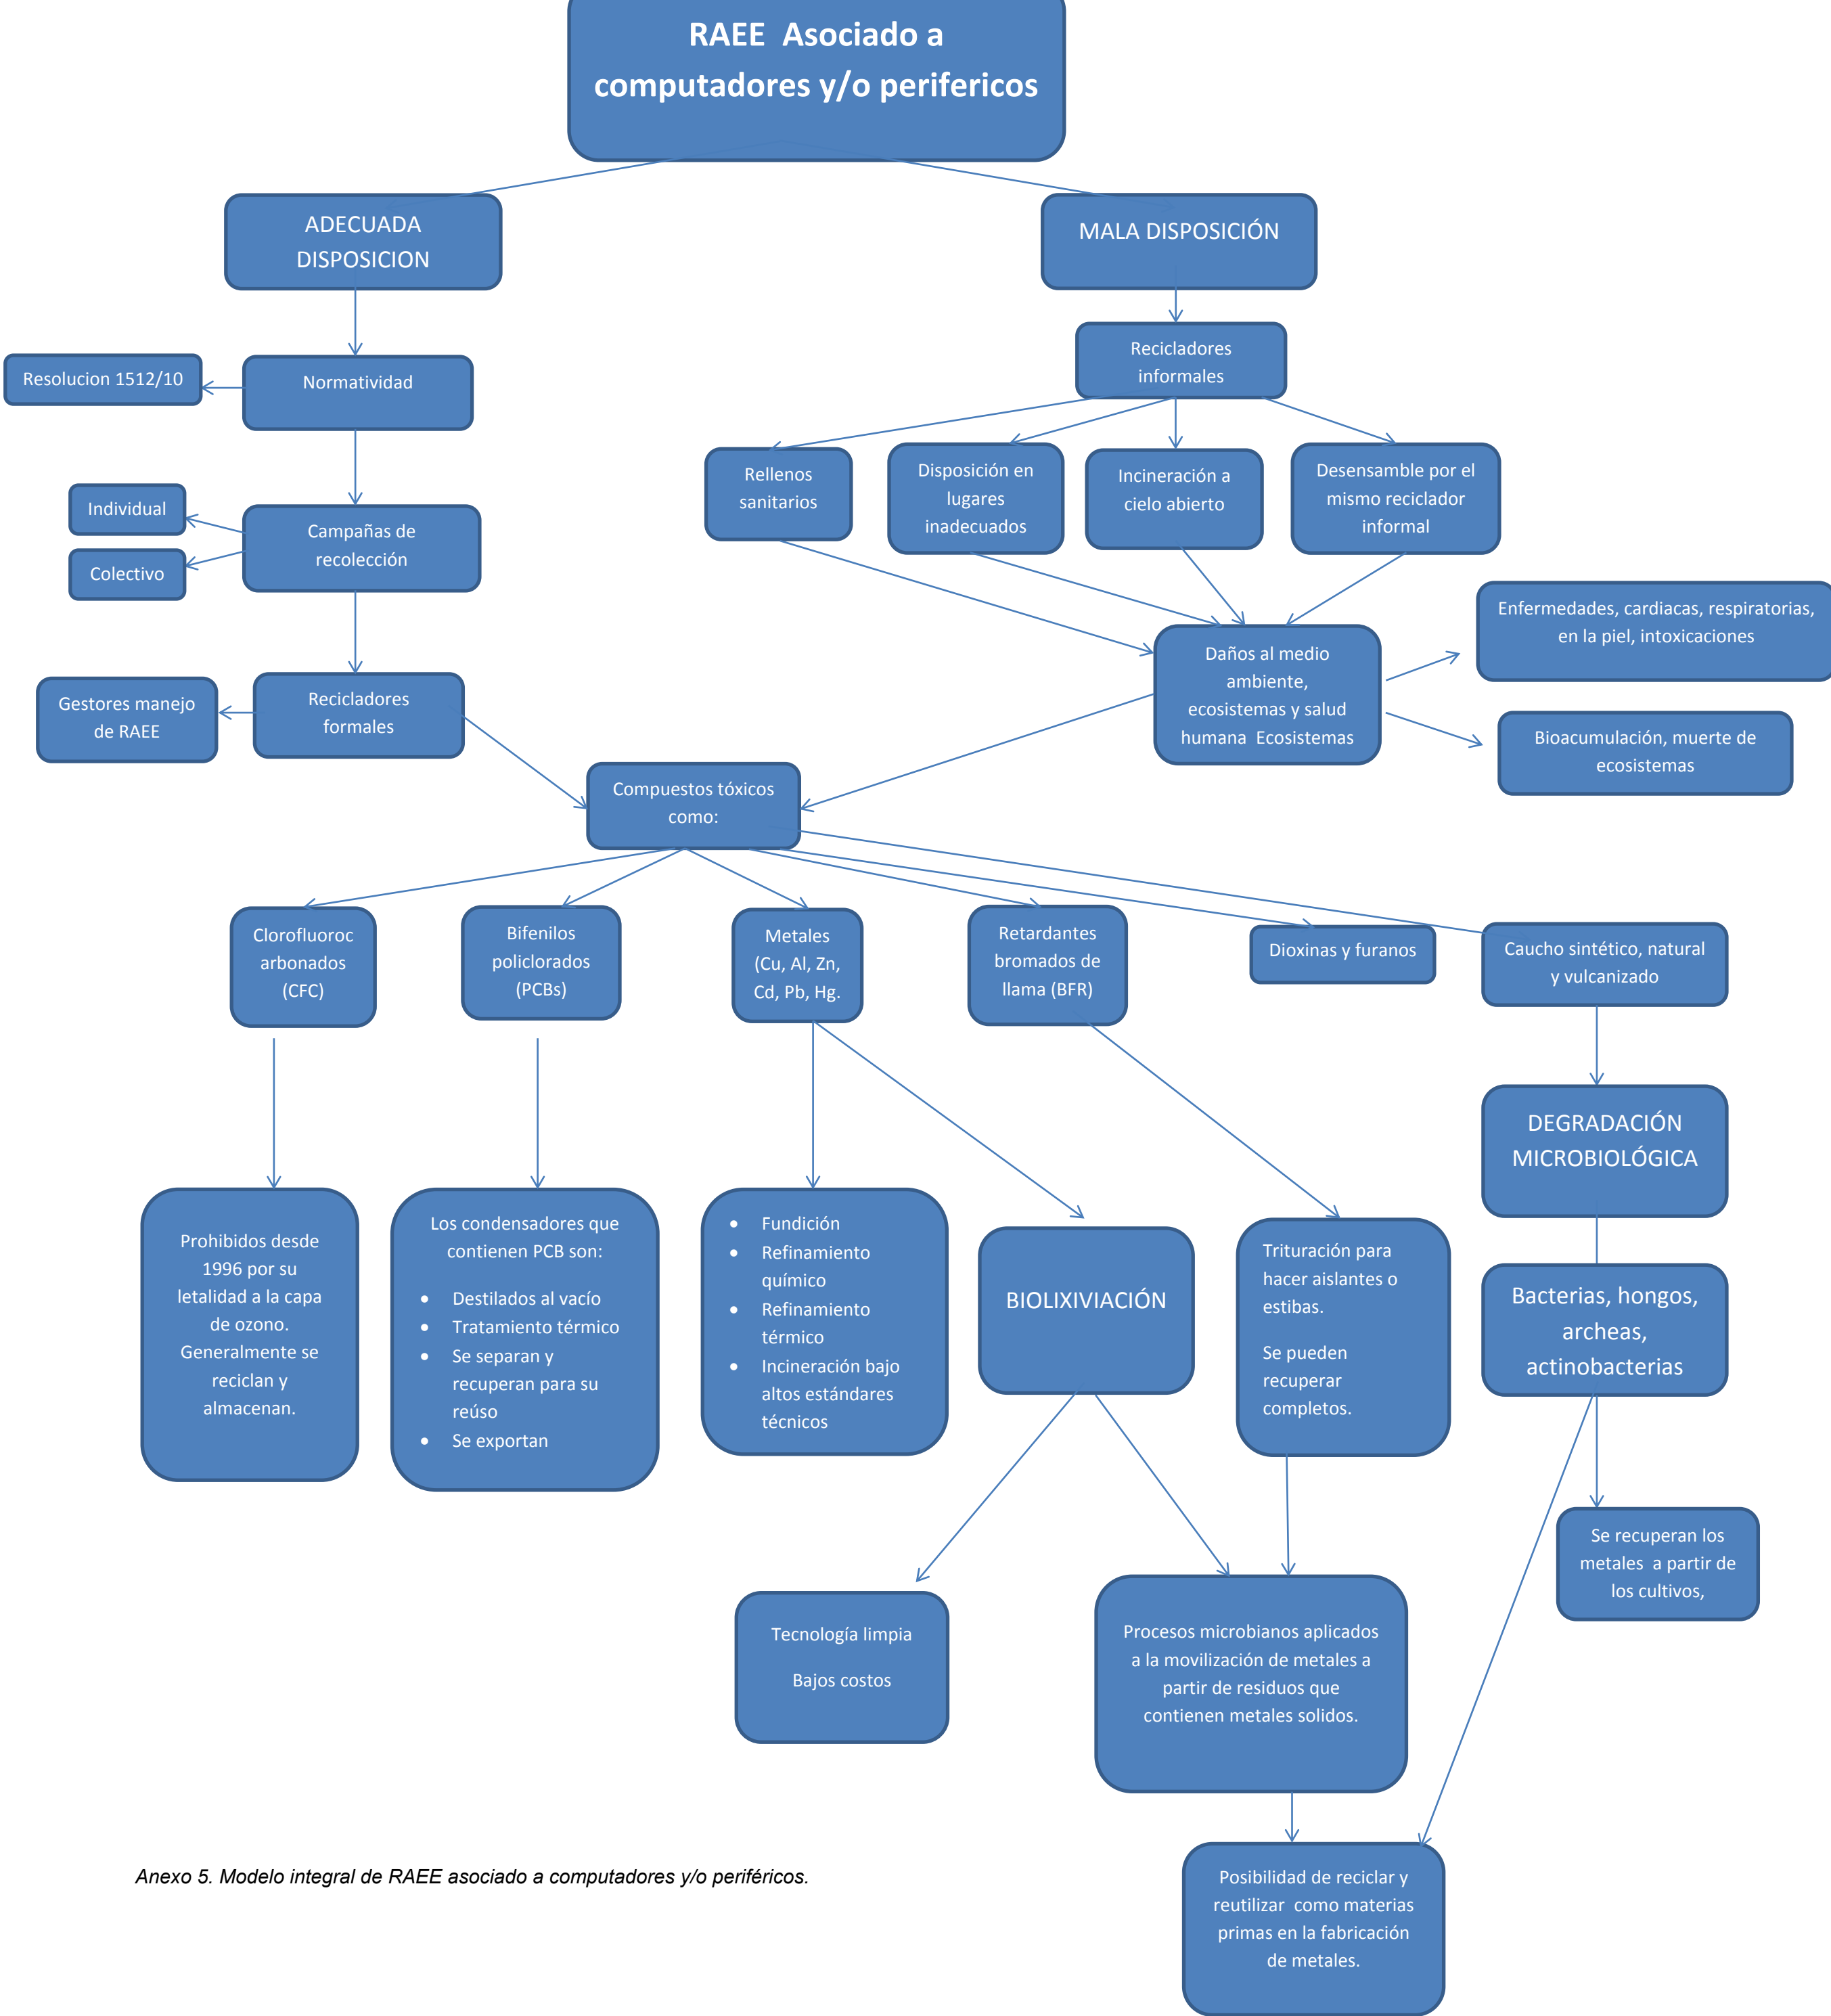 RAEE  Asociado a
computadores y/o perifericos
ADECUADA
DISPOSICION
MALA DISPOSICIÓN
Recicladores
informales
Resolucion 1512/10
Normatividad
Rellenos
sanitarios
Disposición en
lugares
inadecuados
Incineración a
cielo abierto
Desensamble por el
mismo reciclador
informal
Individual
Colectivo
Campañas de
recolección
Enfermedades, cardiacas, respiratorias,
en la piel, intoxicaciones
Daños al medio
ambiente,
ecosistemas y salud
humana  Ecosistemas
Gestores manejo
de RAEE
Recicladores
formales
Bioacumulación, muerte de
ecosistemas
Compuestos tóxicos
como:
Clorofluoroc
arbonados
(CFC)
Bifenilos
policlorados
(PCBs)
Metales
(Cu, Al, Zn,
Cd, Pb, Hg.
Retardantes
bromados de
llama (BFR)
Dioxinas y furanos
Caucho sintético, natural
y vulcanizado
DEGRADACIÓN
MICROBIOLÓGICA
Prohibidos desde
1996 por su
letalidad a la capa
de ozono.
Generalmente se
reciclan y
almacenan.
Los condensadores que
contienen PCB son:
• Destilados al vacío
• Tratamiento térmico
• Se separan y
recuperan para su
reúso
• Se exportan
• Fundición
• Refinamiento
químico
• Refinamiento
térmico
• Incineración bajo
altos estándares
técnicos
BIOLIXIVIACIÓN
Trituración para
hacer aislantes o
estibas.
Se pueden
recuperar
completos.
Bacterias, hongos,
archeas,
actinobacterias
Se recuperan los
metales  a partir de
los cultivos,
Tecnología limpia
Bajos costos
Procesos microbianos aplicados
a la movilización de metales a
partir de residuos que
contienen metales solidos.
Posibilidad de reciclar y
reutilizar  como materias
primas en la fabricación
de metales.
Anexo 5. Modelo integral de RAEE asociado a computadores y/o periféricos.